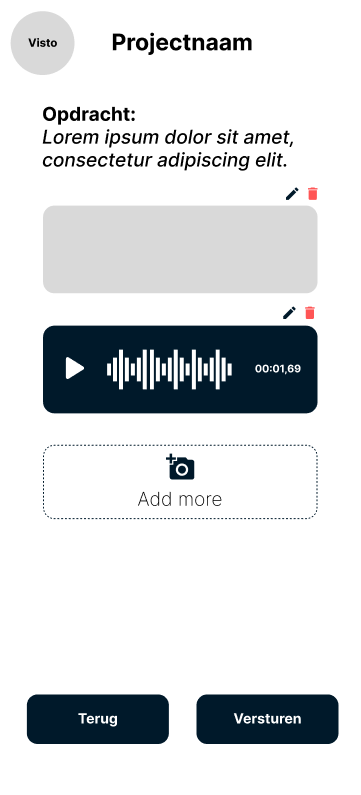 Visto
Projectnaam
Opdracht:
Lorem ipsum dolor sit amet,
consectetur adipiscing elit.
00:01,69
Add more
Terug
Versturen